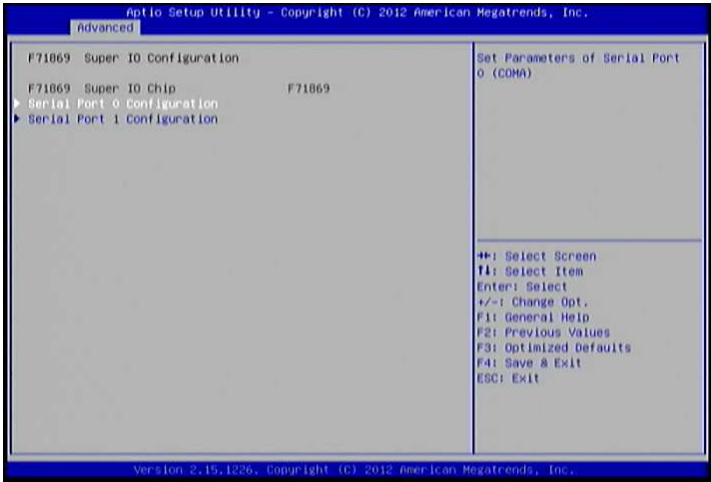 Aptio Setup Utility - Copyright (C) 2012 American Megatrends, Inc.
Advanced
F71869 Super IO Configuration
F71869 Super IO Chip F71869
Serial Port 0 Configuration
Serial Port 1 Configuration
Set Parameters of Serial Port
0 (COMA)
→←: Select Screen
↑↓: Select Item
Enter: Select
+/-: Change Opt.
F1: General Help
F2: Previous Values
F3: Optimized Defaults
F4: Save & Exit
ESC: Exit
Version 2.15.1226. Copyright (C) 2012 American Megatrends, Inc.